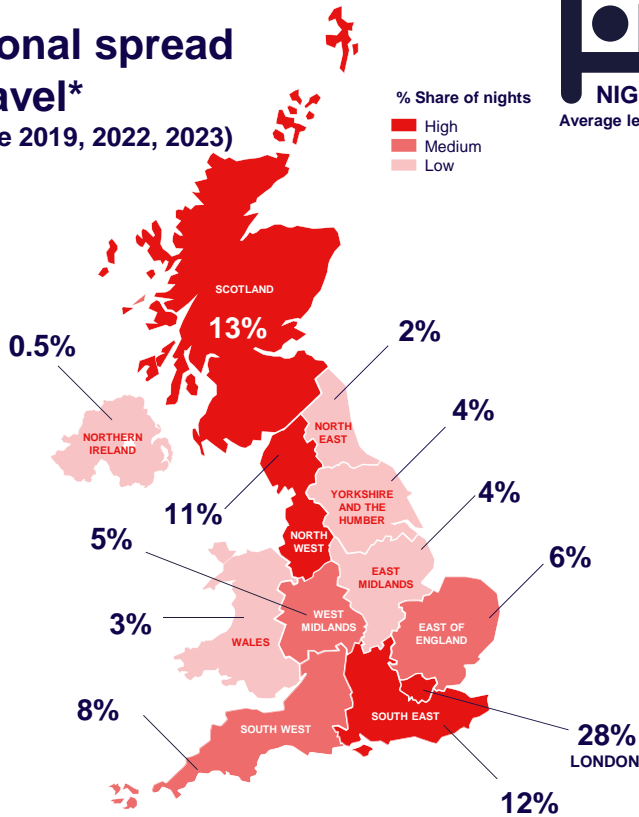 onal spread
avel*
e 2019, 2022, 2023)
NIG
Average le
% Share of nights
High
Medium
Low
SCOTLAND
13%
0.5%
2%
NORTHERN
IRELAND
NORTH
EAST
4%
YORKSHIRE
AND THE
HUMBER
4%
11%
NORTH
WEST
5%
EAST
MIDLANDS
6%
WEST
MIDLANDS
3%
WALES
EAST OF
ENGLAND
8%
SOUTH WEST
SOUTH EAST
28%
LONDON
12%